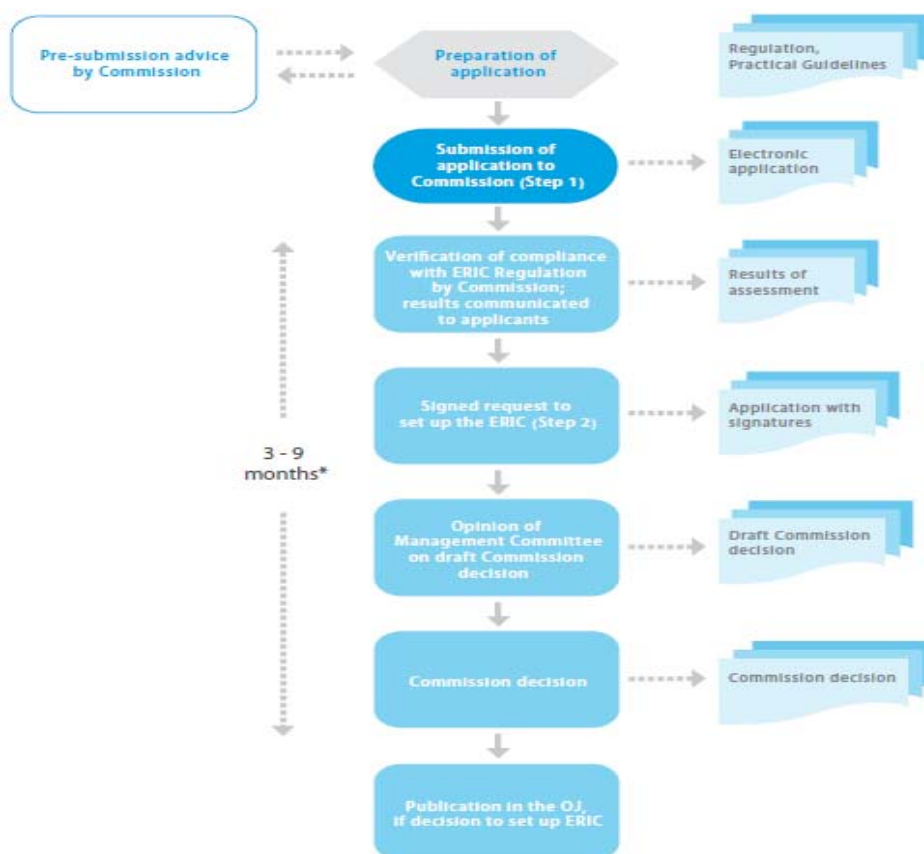 Pre-submission advice
by Commission
Preparation of
application
Regulation,
Practical Guidelines
Submission of
application to
Commission (Step 1)
Electronic
application
Verification of compliance
with ERIC Regulation
by Commission;
results communicated
to applicants
Results of
assessment
Signed request to
set up the ERIC (Step 2)
Application with
signatures
3 - 9
months*
Opinion of
Management Committee
on draft Commission
decision
Draft Commission
decision
Commission decision
Commission decision
Publication in the OJ,
if decision to set up ERIC